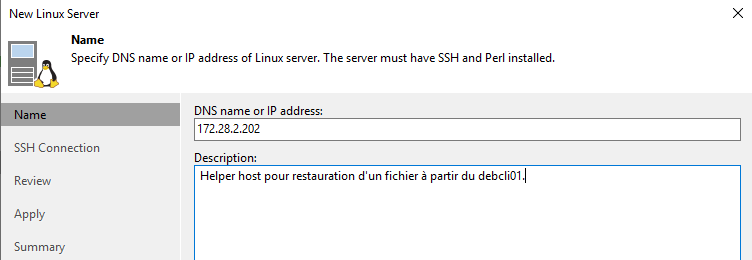 New Linux Server
Name
Specify DNS name or IP address of Linux server. The server must have SSH and Perl installed.
Name
DNS name or IP address:
172.28.2.202
SSH Connection
Description:
Helper host pour restauration d'un fichier à partir du debcli01.
Review
Apply
Summary